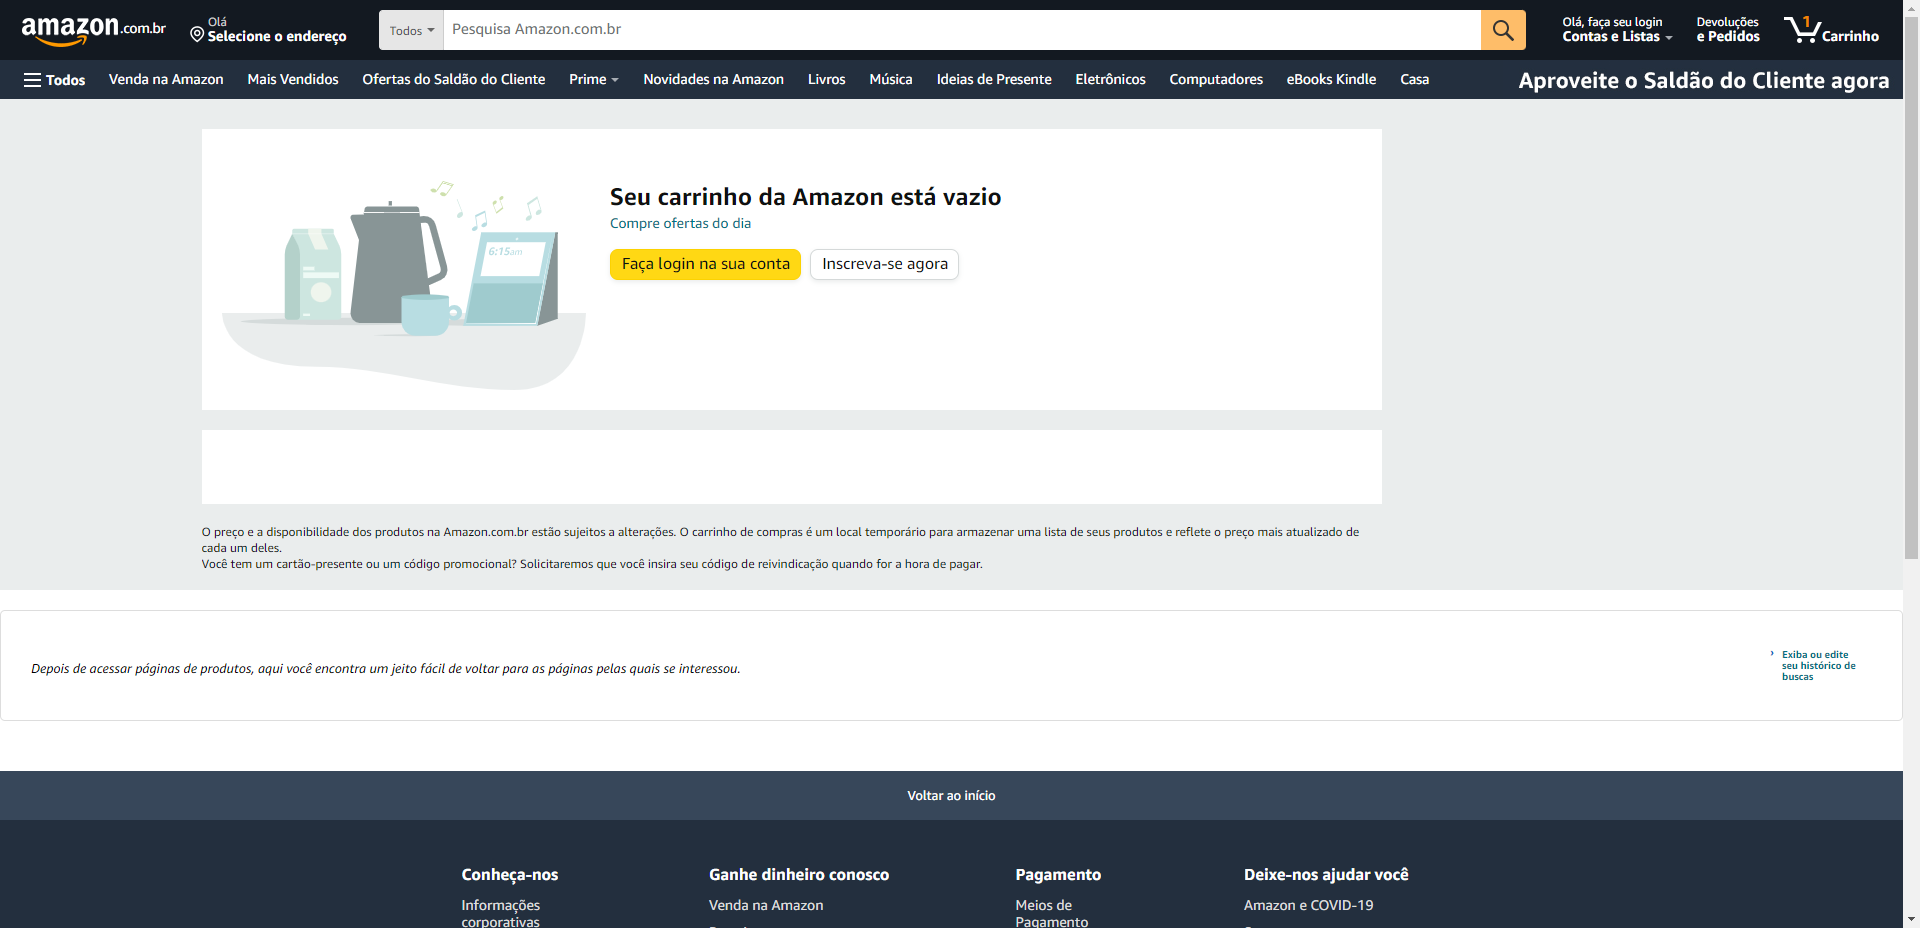 amazon.com.br
Olá
Selecione o endereço
Todos
Pesquisa Amazon.com.br
Olá, faça seu login
Contas e Listas
Devoluções
e Pedidos
1
Carrinho
Todos
Venda na Amazon
Mais Vendidos
Ofertas do Saldão do Cliente
Prime
Novidades na Amazon
Livros
Música
Ideias de Presente
Eletrônicos
Computadores
eBooks Kindle
Casa
Aproveite o Saldão do Cliente agora
6:15am
Seu carrinho da Amazon está vazio
Compre ofertas do dia
Faça login na sua conta
Inscreva-se agora
O preço e a disponibilidade dos produtos na Amazon.com.br estão sujeitos a alterações. O carrinho de compras é um local temporário para armazenar uma lista de seus produtos e reflete o preço mais atualizado de
cada um deles.
Você tem um cartão-presente ou um código promocional? Solicitaremos que você insira seu código de reivindicação quando for a hora de pagar.
Depois de acessar páginas de produtos, aqui você encontra um jeito fácil de voltar para as páginas pelas quais se interessou.
› Exiba ou edite
seu histórico de
buscas
Voltar ao início
Conheça-nos
Informações
corporativas
Ganhe dinheiro conosco
Venda na Amazon
Pagamento
Meios de
Pagamento
Deixe-nos ajudar você
Amazon e COVID-19